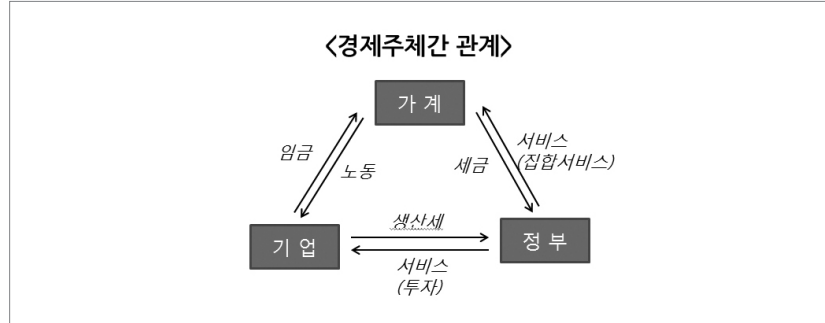 <경제주체간 관계>
가 계
임금
노동
세금
서비스
(집합서비스)
기 업
생산세
서비스
(투자)
정 부